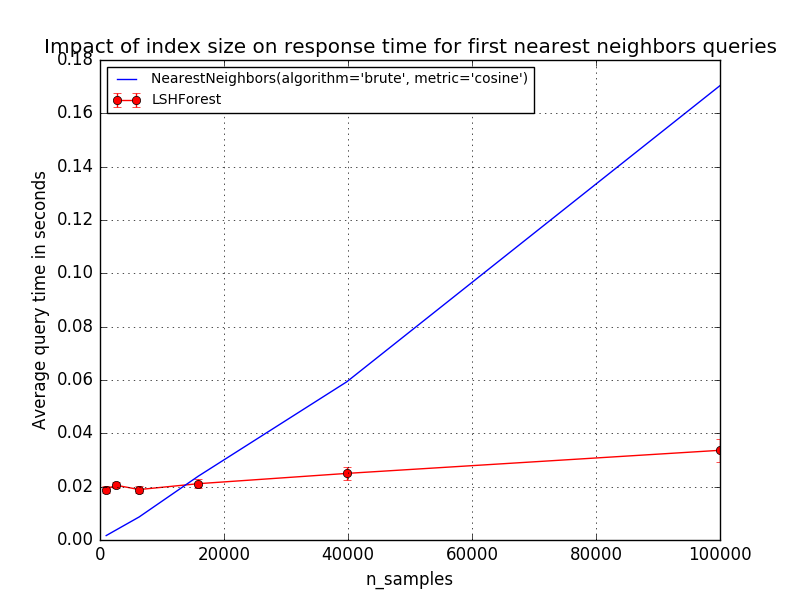 Impact of index size on response time for first nearest neighbors queries
NearestNeighbors(algorithm='brute', metric='cosine')
LSHForest
Average query time in seconds
0.18
0.16
0.14
0.12
0.10
0.08
0.06
0.04
0.02
0.00
0 20000 40000 60000 80000 100000
n_samples